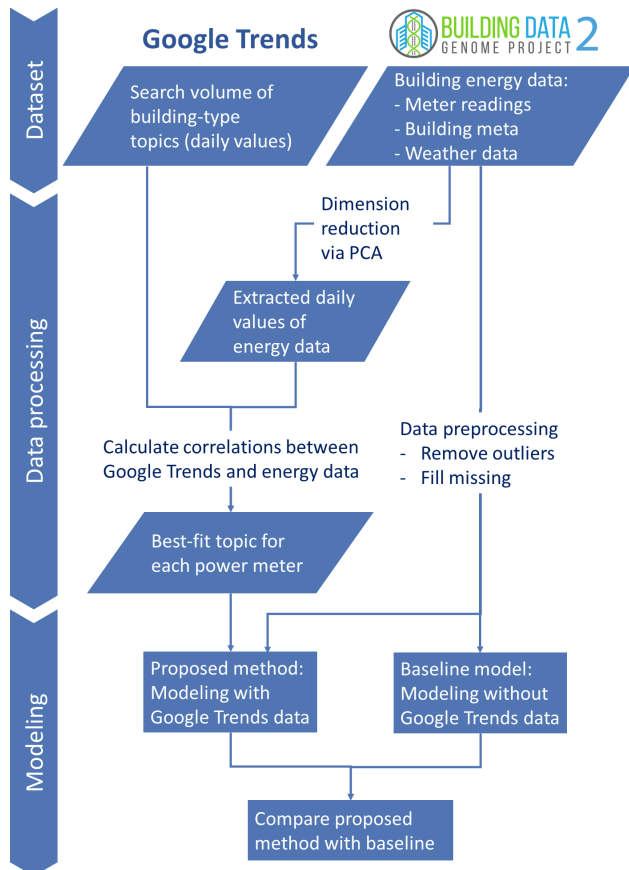 Dataset
Google Trends
BUILDING DATA
GENOME PROJECT 2
Search volume of
building-type
topics (daily values)
Building energy data:
- Meter readings
- Building meta
- Weather data
Data processing
Dimension
reduction
via PCA
Extracted daily
values of
energy data
Calculate correlations between
Google Trends and energy data
Data preprocessing
- Remove outliers
- Fill missing
Best-fit topic for
each power meter
Modeling
Proposed method:
Modeling with
Google Trends data
Baseline model:
Modeling without
Google Trends data
Compare proposed
method with baseline